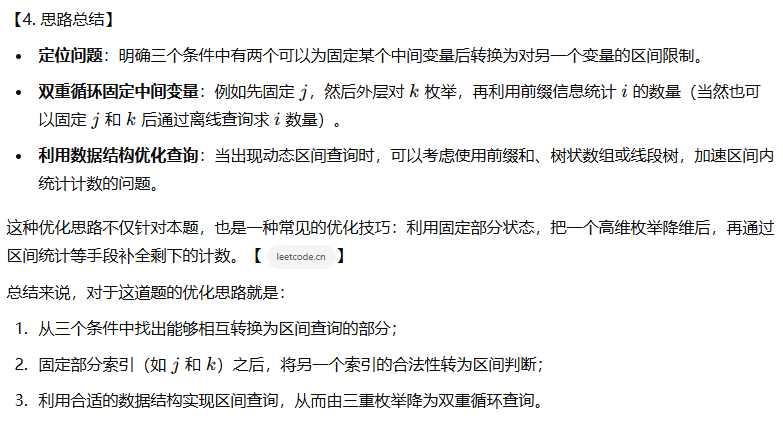 【4. 思路总结】
• 定位问题：明确三个条件中有两个可以为固定某个中间变量后转换为对另一个变量的区间限制。
• 双重循环固定中间变量：例如先固定 j，然后外层对 k 枚举，再利用前缀信息统计 i 的数量（当然也可
以固定 j 和 k 后通过离线查询求 i 数量）。
• 利用数据结构优化查询：当出现动态区间查询时，可以考虑使用前缀和、树状数组或线段树，加速区间内
统计计数的问题。
这种优化思路不仅针对本题，也是一种常见的优化技巧：利用固定部分状态，把一个高维枚举降维后，再通过
区间统计等手段补全剩下的计数。【 leetcode.cn 】
总结来说，对于这道题的优化思路就是：
1. 从三个条件中找出能够相互转换为区间查询的部分；
2. 固定部分索引（如 j 和 k）之后，将另一个索引的合法性转为区间判断；
3. 利用合适的数据结构实现区间查询，从而由三重枚举降为双重循环查询。